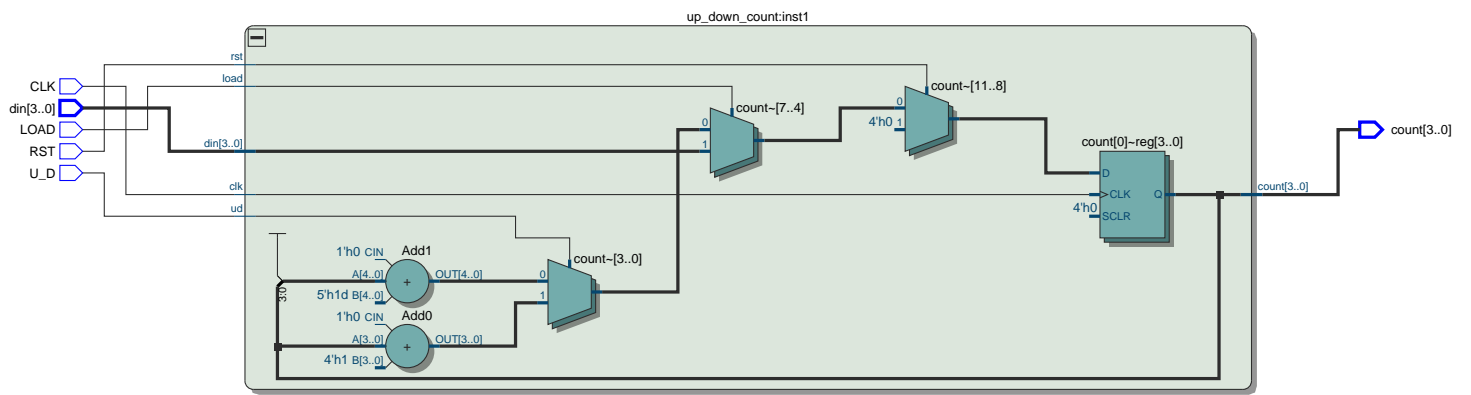 up_down_count:inst1
rst
load
CLK
din[3..0]
LOAD
RST
U_D
din[3..0]
clk
ud
count~[7..4]
0
1
count~[11..8]
0
4'h0 1
count[0]~reg[3..0]
D
CLK
Q
4'h0
SCLR
count[3..0]
count[3..0]
3:0
1'h0 CIN
Add1
A[4..0]
+
OUT[4..0]
5'h1d B[4..0]
1'h0 CIN
Add0
A[3..0]
+
OUT[3..0]
4'h1 B[3..0]
count~[3..0]
0
1